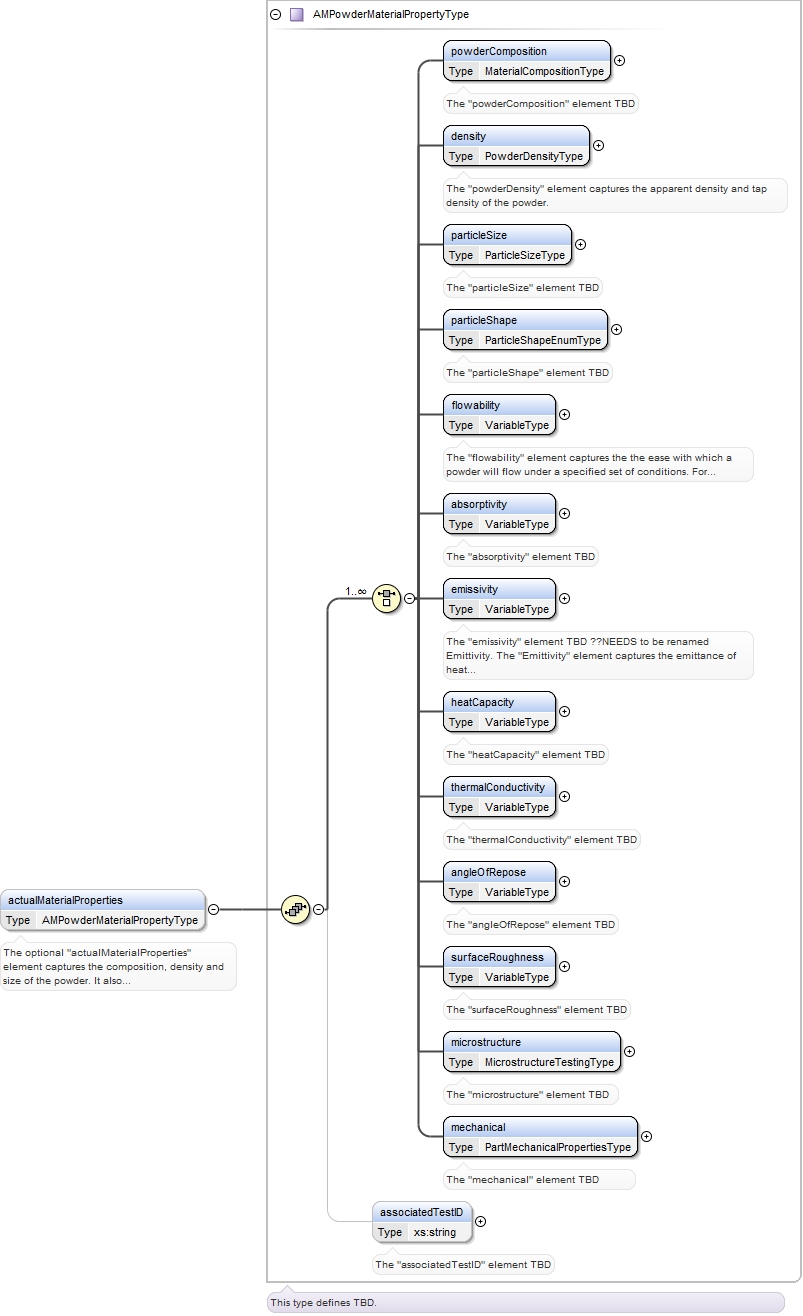 AMPowderMaterialPropertyType
powderComposition
Type MaterialCompositionType
The "powderComposition" element TBD
density
Type PowderDensityType
The "powderDensity" element captures the apparent density and tap
density of the powder.
particleSize
Type ParticleSizeType
The "particleSize" element TBD
particleShape
Type ParticleShapeEnumType
The "particleShape" element TBD
flowability
Type VariableType
The "flowability" element captures the the ease with which a
powder will flow under a specified set of conditions. For...
absorptivity
Type VariableType
The "absorptivity" element TBD
1..∞
emissivity
Type VariableType
The "emissivity" element TBD ??NEEDS to be renamed
Emittivity. The "Emittivity" element captures the emittance of
heat...
heatCapacity
Type VariableType
The "heatCapacity" element TBD
thermalConductivity
Type VariableType
The "thermalConductivity" element TBD
angleOfRepose
Type VariableType
The "angleOfRepose" element TBD
actualMaterialProperties
Type AMPowderMaterialPropertyType
The optional "actualMaterialProperties"
element captures the composition, density and
size of the powder. It also...
surfaceRoughness
Type VariableType
The "surfaceRoughness" element TBD
microstructure
Type MicrostructureTestingType
The "microstructure" element TBD
mechanical
Type PartMechanicalPropertiesType
The "mechanical" element TBD
associatedTestID
Type xs:string
The "associatedTestID" element TBD
This type defines TBD.